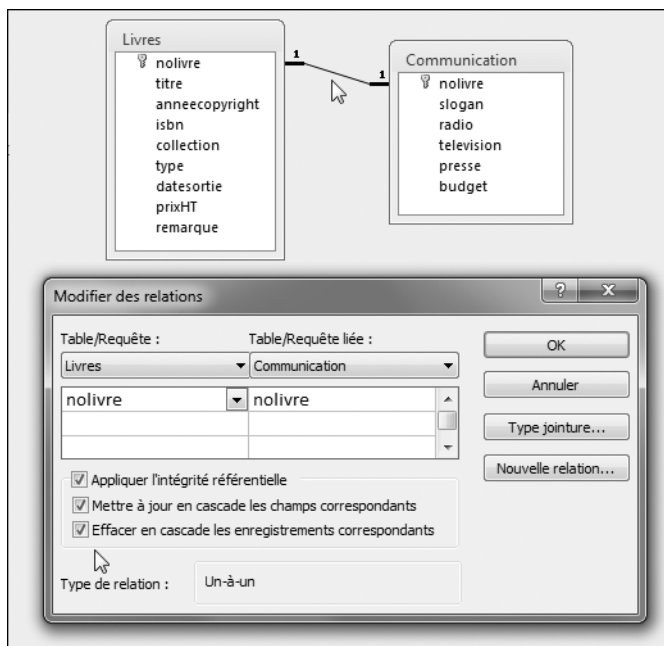 Livres
nolivre
titre
anneecopyright
isbn
collection
type
datesortie
prixHT
remarque
1
1
Communication
nolivre
slogan
radio
television
presse
budget
Modifier des relations
?
Table/Requête :
Table/Requête liée :
Livres
Communication
nolivre
nolivre
Appliquer l'intégrité référentielle
Mettre à jour en cascade les champs correspondants
Effacer en cascade les enregistrements correspondants
Type de relation :
Un-à-un
OK
Annuler
Type jointure...
Nouvelle relation...